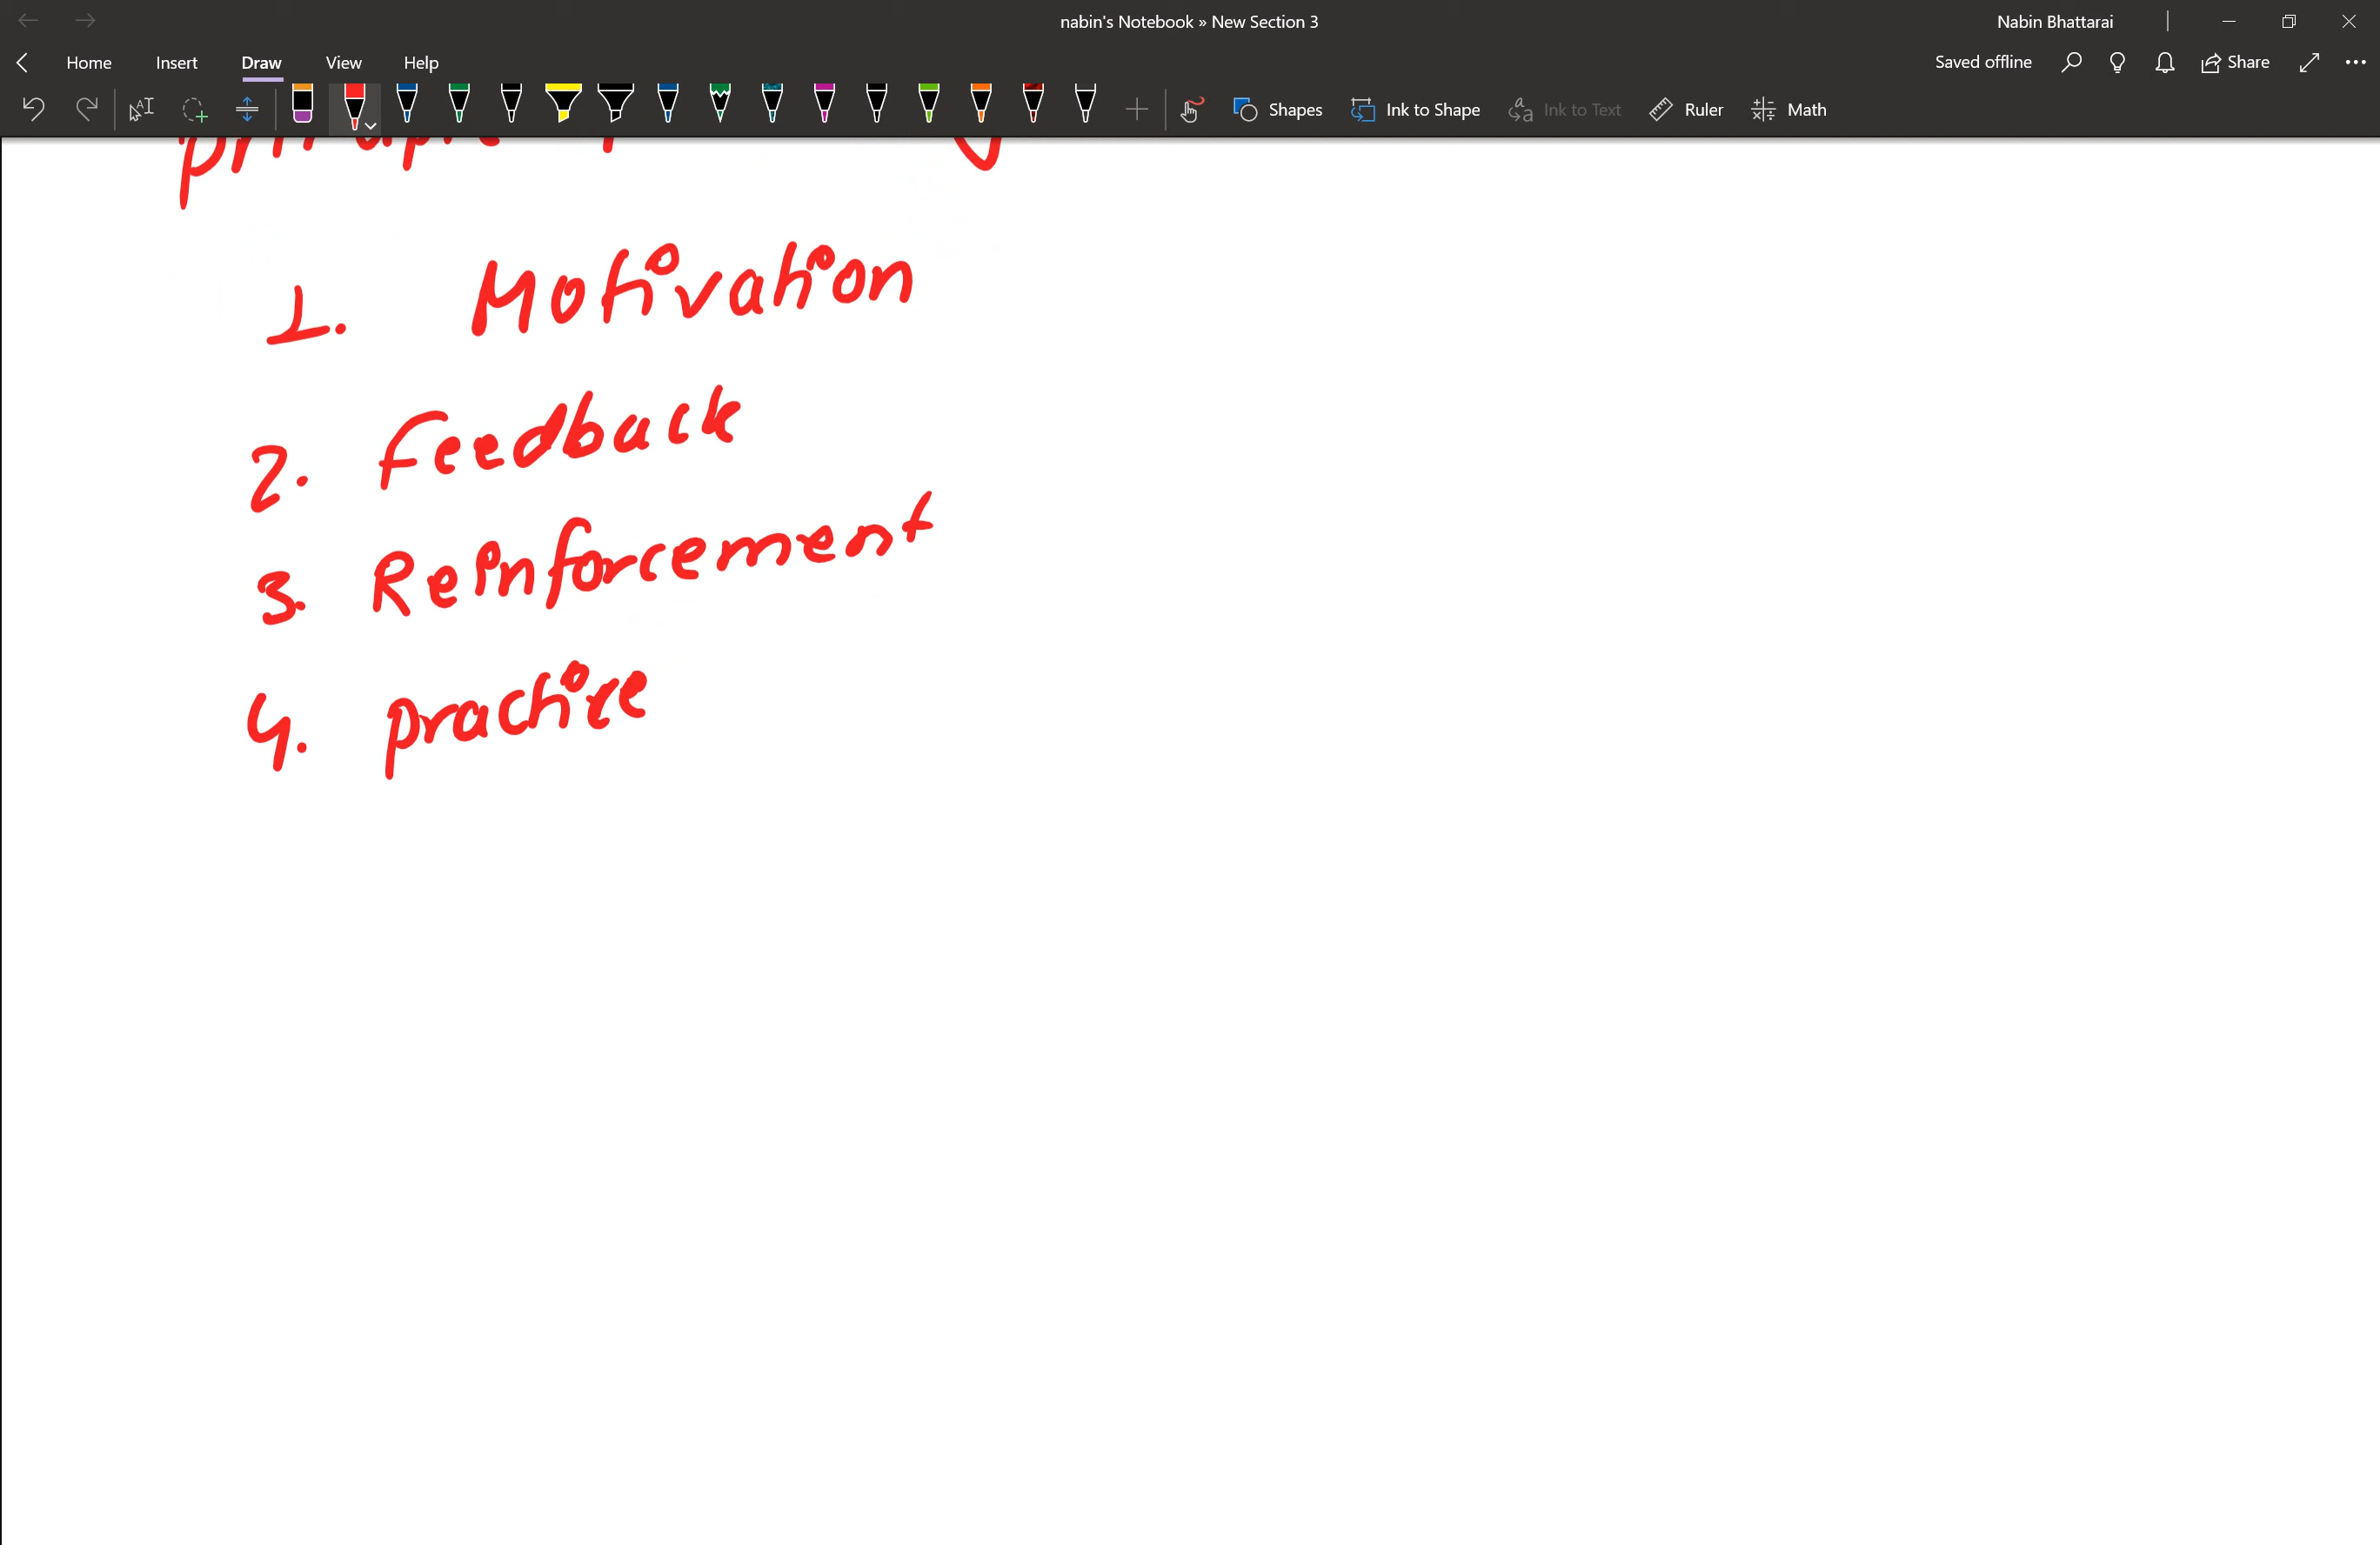 nabin's Notebook » New Section 3
Nabin Bhattarai
Home Insert Draw View Help
Saved offline
Share
Shapes
Ink to Shape
Ink to Text
Ruler
Math
1. Motivation
2. Feedback
3. Reinforcement
4. practice